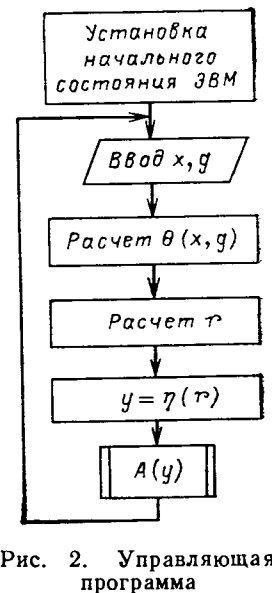 Установка
начального
состояния ЭВМ
Ввод x, g
Расчет θ(x, g)
Расчет r
y = η(r)
A(y)
Рис. 2. Управляющая
программа